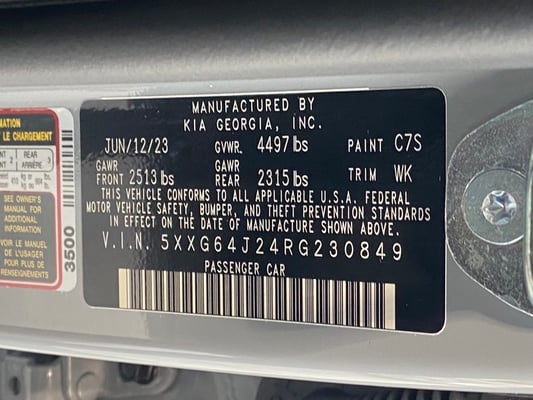 MANUFACTURED BY
KIA GEORGIA, INC.
JUN/12/23 GVWR. 4497 lbs PAINT C7S
GAWR GAWR
FRONT 2513 lbs REAR 2315 lbs TRIM WK
THIS VEHICLE CONFORMS TO ALL APPLICABLE U.S.A. FEDERAL
MOTOR VEHICLE SAFETY, BUMPER, AND THEFT PREVENTION STANDARDS
IN EFFECT ON THE DATE OF MANUFACTURE SHOWN ABOVE.
V.I.N. 5XXG64J24RG230849
PASSENGER CAR
LE CHARGEMENT
REAR 3
ARRIÈRE
SEE OWNER'S
MANUAL FOR
ADDITIONAL
INFORMATION
VOIR LE MANUEL
DE L'USAGER
POUR PLUS DE
RENSEIGNEMENTS
3500